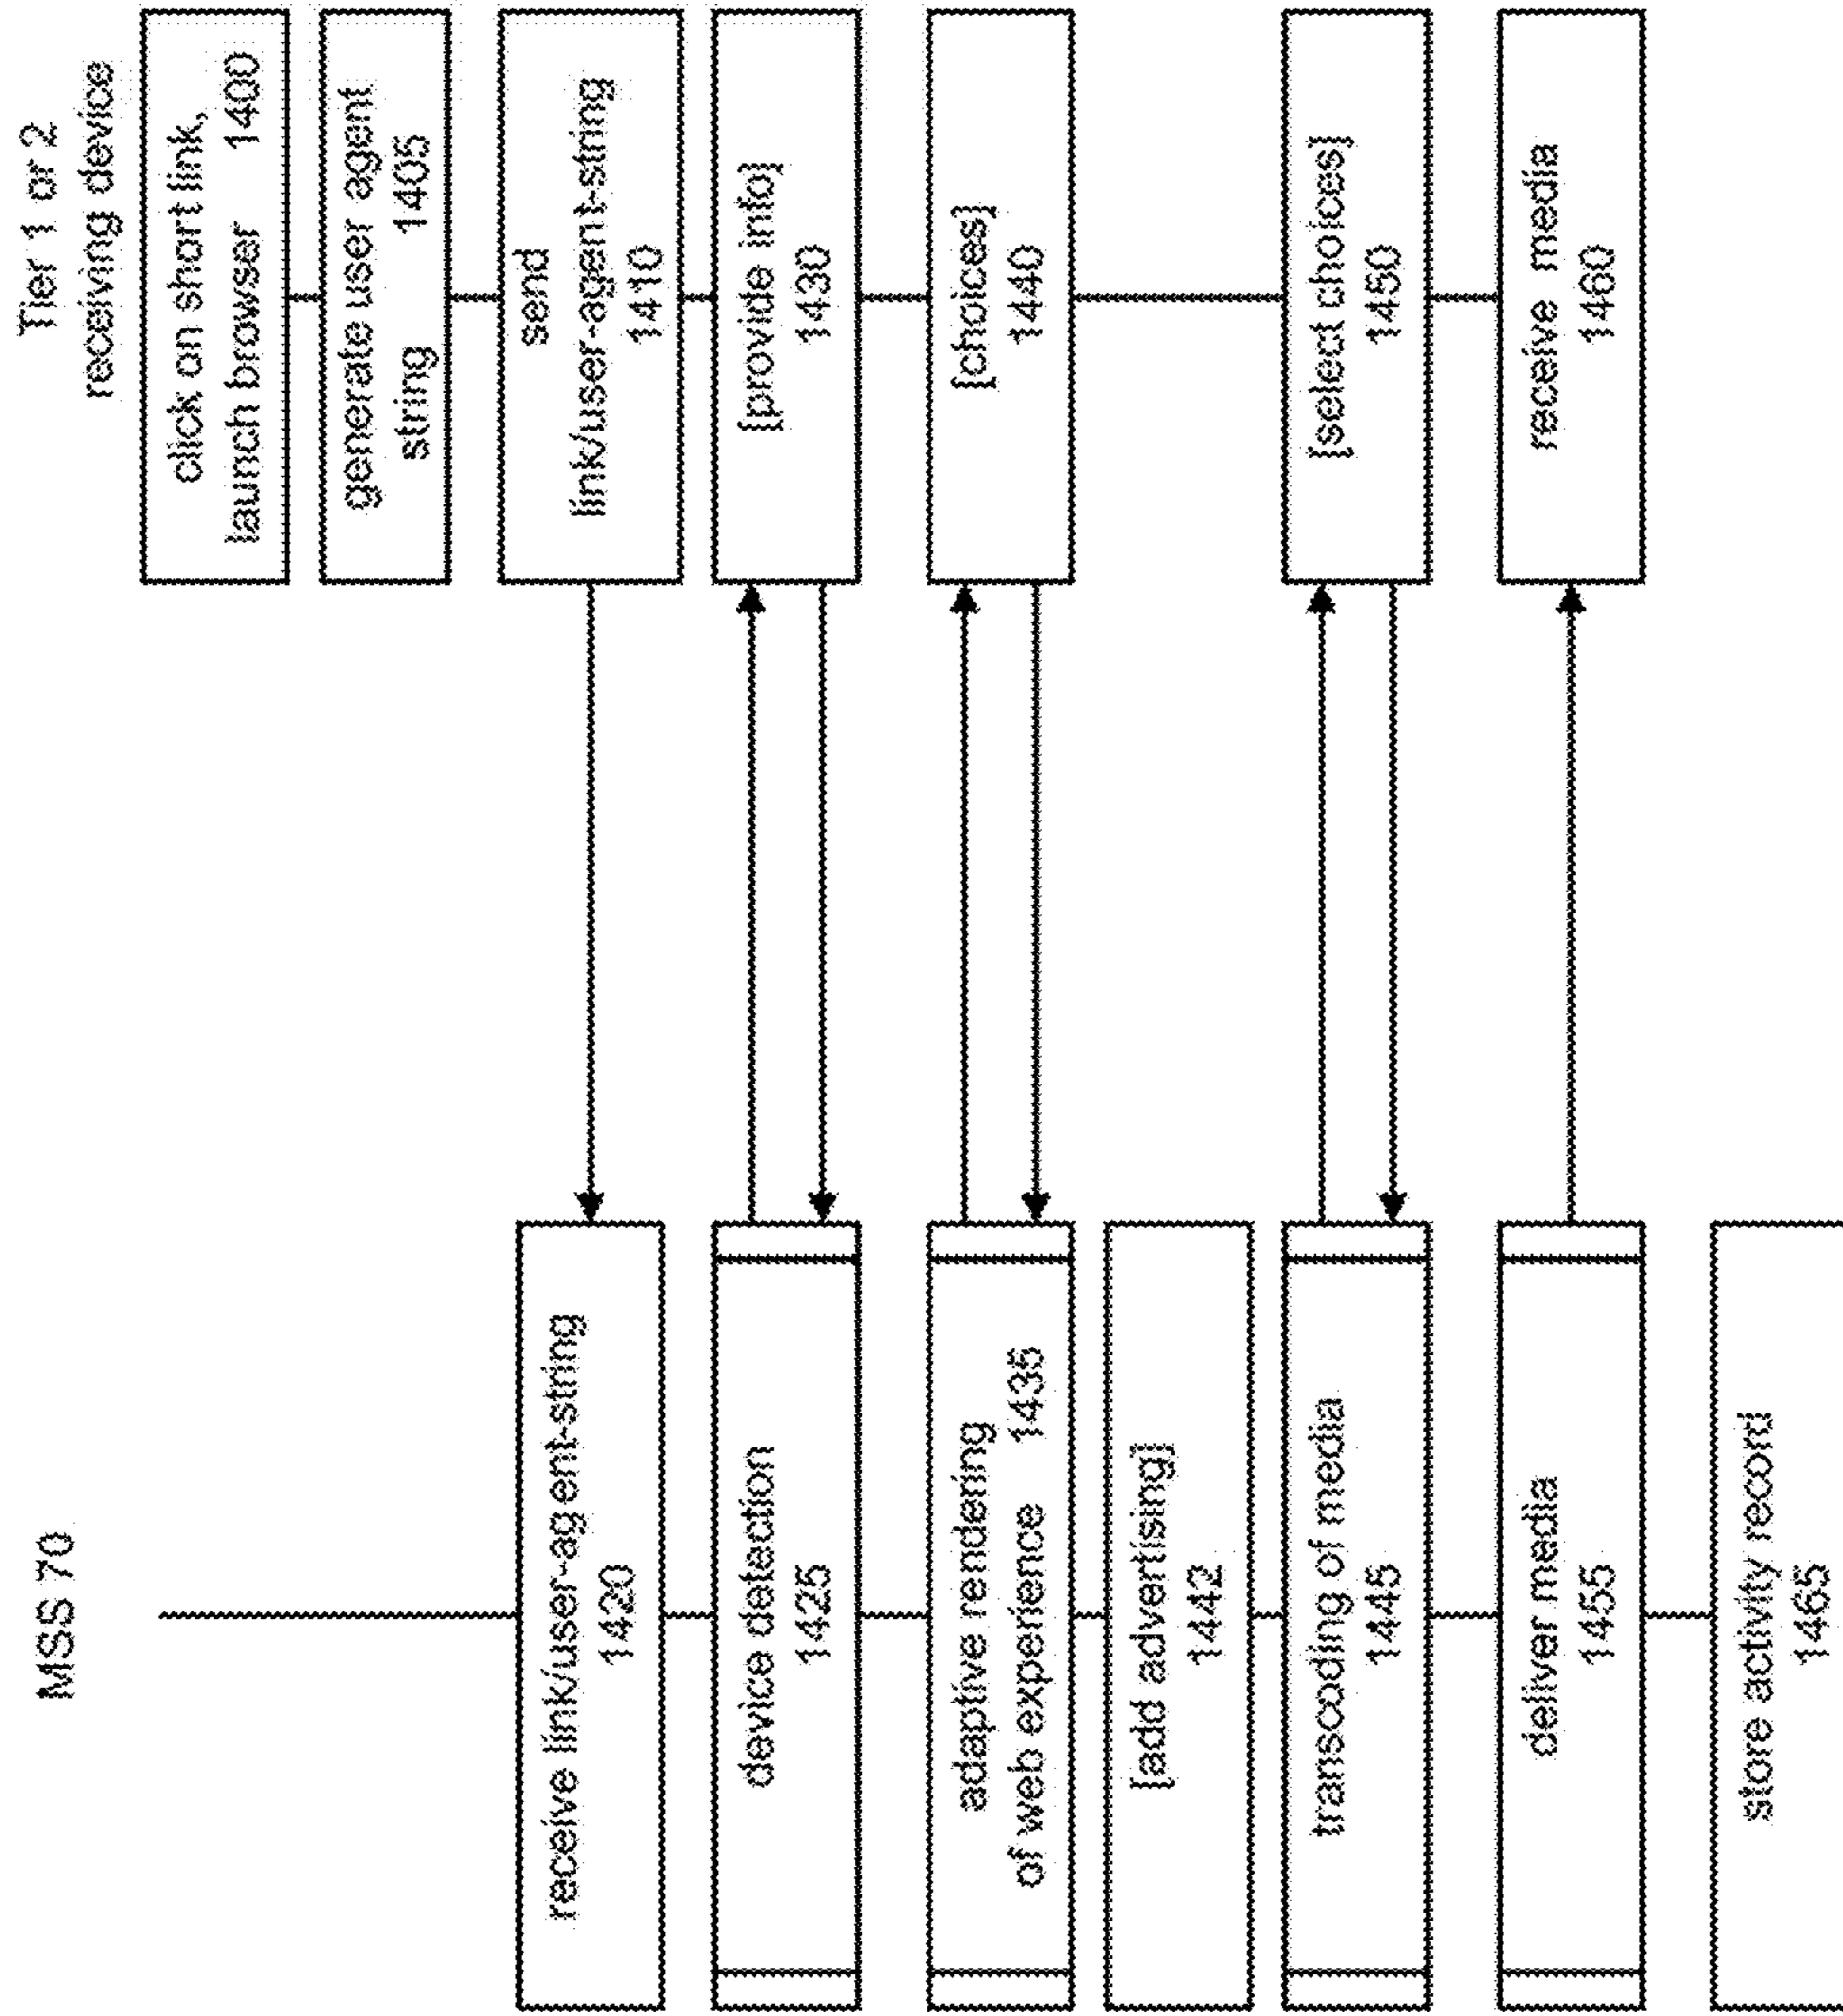 MSS 70
Tier 1 or 2
receiving device
click on short link,
launch browser 1400
generate user agent
string 1405
send
link/user-agent-string
1410
receive link/user-agent-string
1420
device detection
1425
[provide info]
1430
adaptive rendering
of web experience 1435
[choices]
1440
[add advertising]
1442
transcoding of media
1445
[select choices]
1450
deliver media
1455
receive media
1460
store activity record
1465